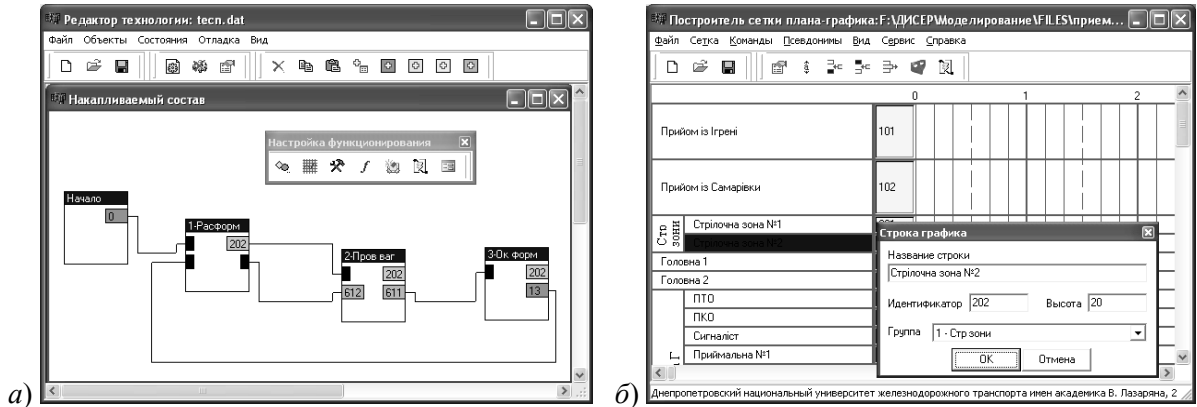 Редактор технологии: tecn.dat
Файл Объекты Состояния Отладка Вид
Накапливаемый состав
Настройка функционирования
f
Начало
0
1-Расформ
202
2-Пров ваг
202
612 611
3-Ок форм
202
13
а)
Построитель сетки плана-графика:F:\ДИСЕР\Моделирование\FILES\прием...
Файл Сетка Команды Псевдонимы Вид Сервис Справка
0 1 2
Прийом із Ігрені 101
Прийом із Самарівки 102
Стр зони
Стрілочна зона №1
Стрілочна зона №2
Головна 1
Головна 2
ПТО
ПКО
Сигналіст
Приймальна №1
Строка графика
Название строки
Стрілочна зона №2
Идентификатор 202 Высота 20
Группа 1 - Стр зони
OK Отмена
Днепропетровский национальный университет железнодорожного транспорта имен академика В. Лазаряна, 2
б)